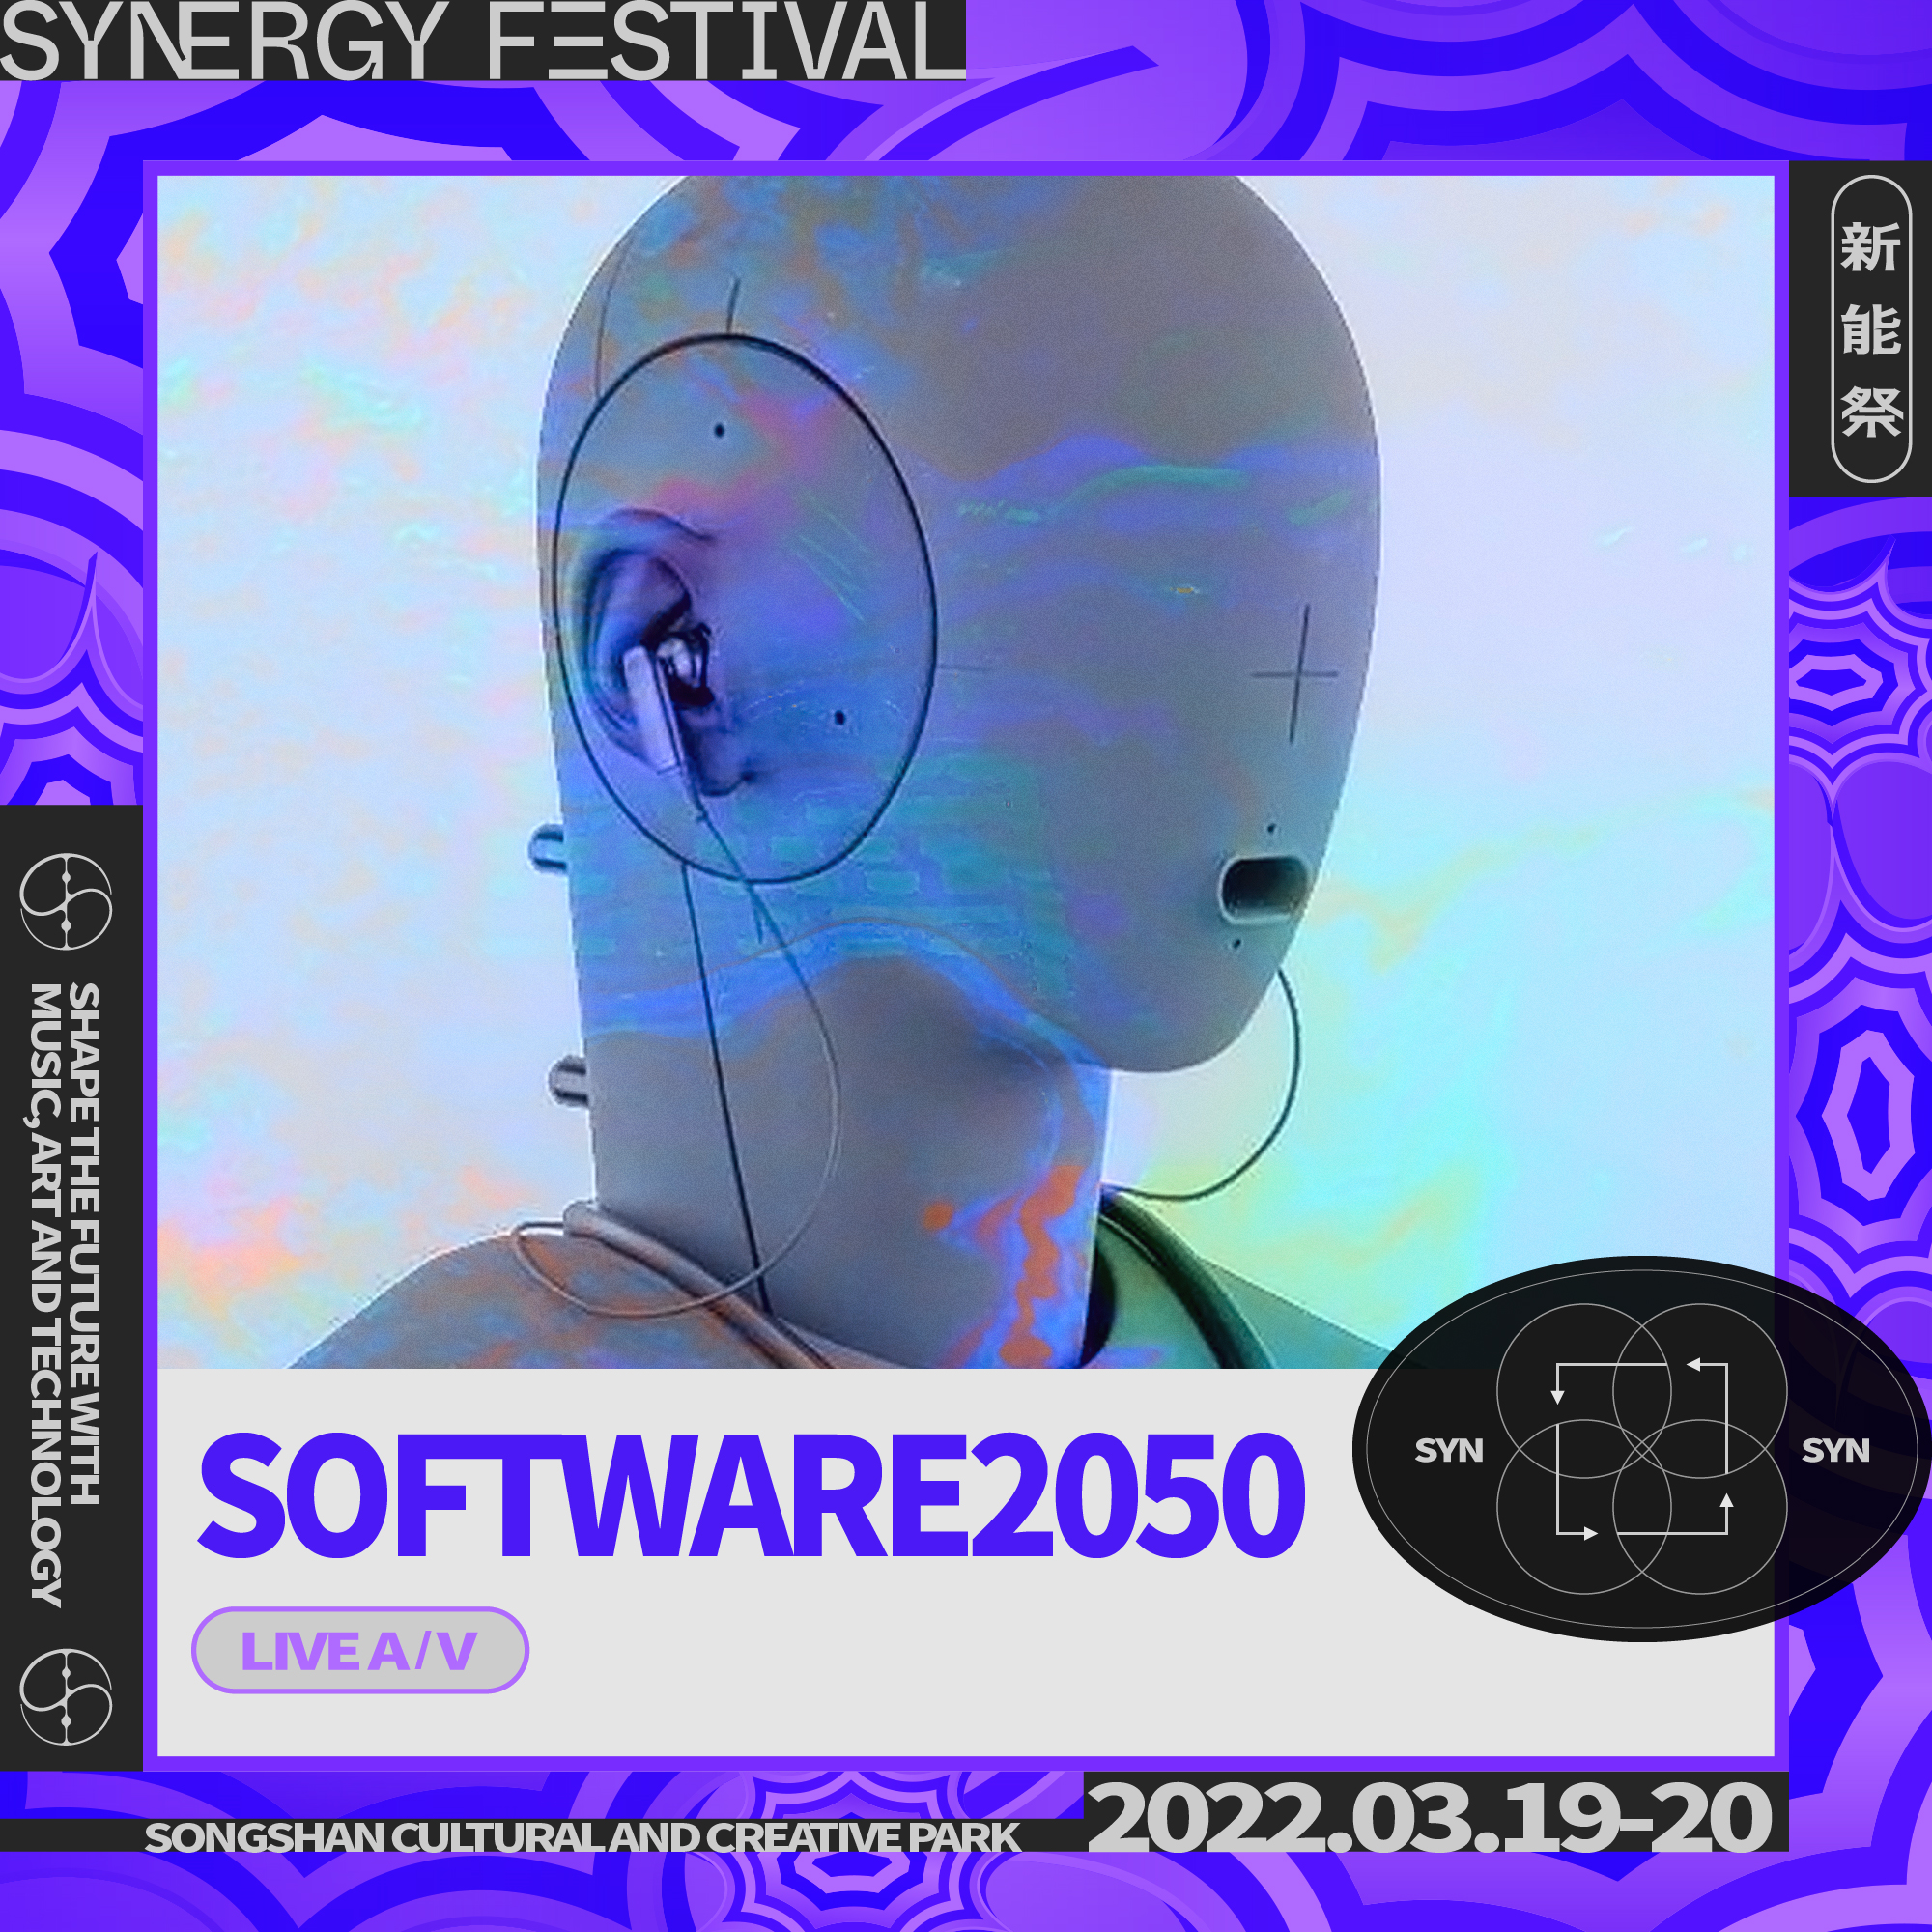 SYNERGY FESTIVAL
新能祭
SHAPE THE FUTURE WITH
MUSIC, ART AND TECHNOLOGY
SYN
SYN
SOFTWARE2050
LIVE A/V
2022.03.19-20
SONGSHAN CULTURAL AND CREATIVE PARK